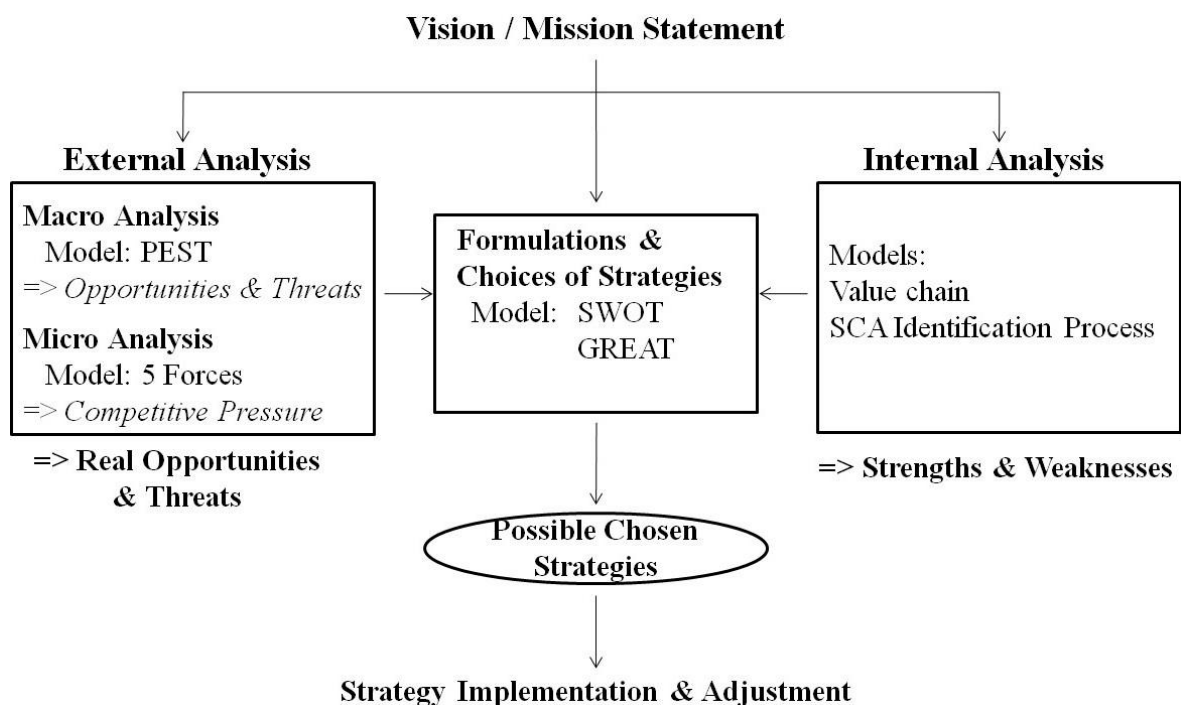 Vision / Mission Statement
External Analysis
Macro Analysis
Model: PEST
=> Opportunities & Threats
Micro Analysis
Model: 5 Forces
=> Competitive Pressure
=> Real Opportunities
& Threats
Formulations &
Choices of Strategies
Model: SWOT
GREAT
Internal Analysis
Models:
Value chain
SCA Identification Process
=> Strengths & Weaknesses
Possible Chosen
Strategies
Strategy Implementation & Adjustment